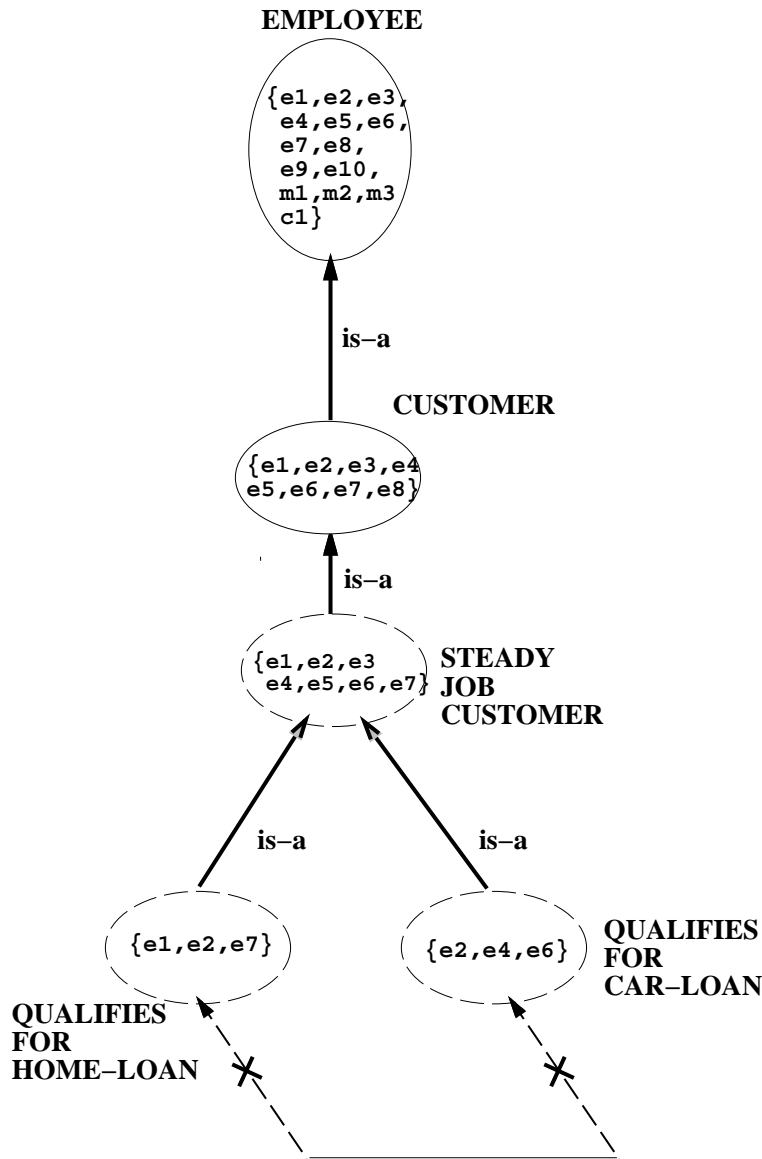 EMPLOYEE
{e1,e2,e3,
e4,e5,e6,
e7,e8,
e9,e10,
m1,m2,m3
c1}
is−a
CUSTOMER
{e1,e2,e3,e4
e5,e6,e7,e8}
is−a
{e1,e2,e3
e4,e5,e6,e7}
STEADY
JOB
CUSTOMER
is−a
is−a
{e1,e2,e7}
QUALIFIES
FOR
HOME−LOAN
{e2,e4,e6}
QUALIFIES
FOR
CAR−LOAN